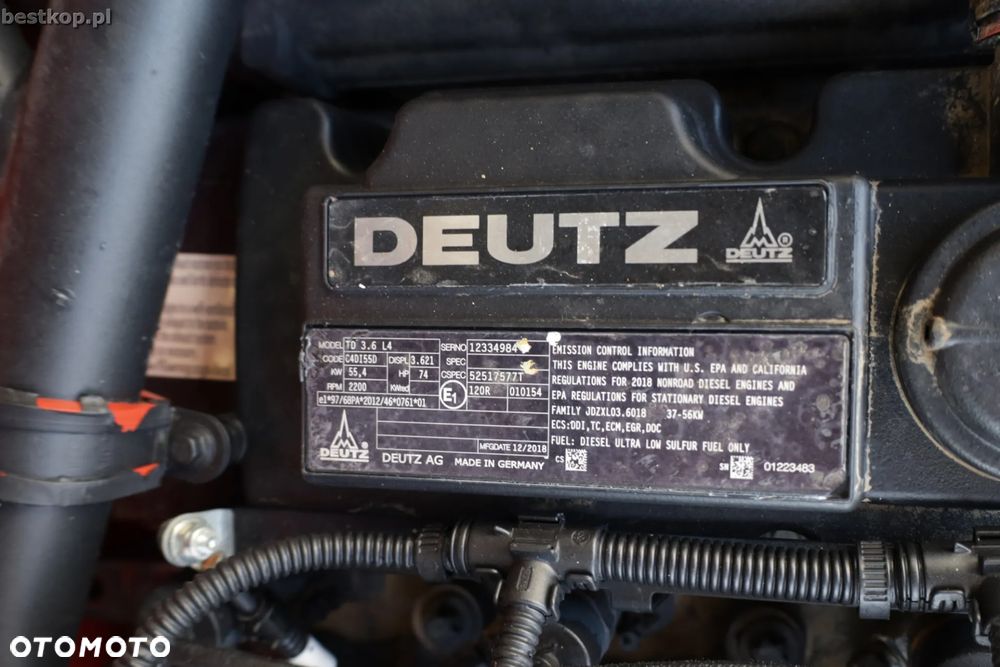 bestkop.pl
DEUTZ
DEUTZ ®
MODEL TD 3.6 L4 SERNO 12334984
CODE C4DI55D DISPL 3.621 SPEC
KW 55,4 HP 74 CSPEC 52517577T
RPM 2200 KWred E1 120R 010154
e1*97/68PA*2012/46*0761*01
MFGDATE 12/2018
DEUTZ DEUTZ AG MADE IN GERMANY
EMISSION CONTROL INFORMATION
THIS ENGINE COMPLIES WITH U.S. EPA AND CALIFORNIA
REGULATIONS FOR 2018 NONROAD DIESEL ENGINES AND
EPA REGULATIONS FOR STATIONARY DIESEL ENGINES
FAMILY JDZXL03.6018 37-56KW
ECS:DDI,TC,ECM,EGR,DOC
FUEL: DIESEL ULTRA LOW SULFUR FUEL ONLY
CS SN 01223483
OTOMOTO